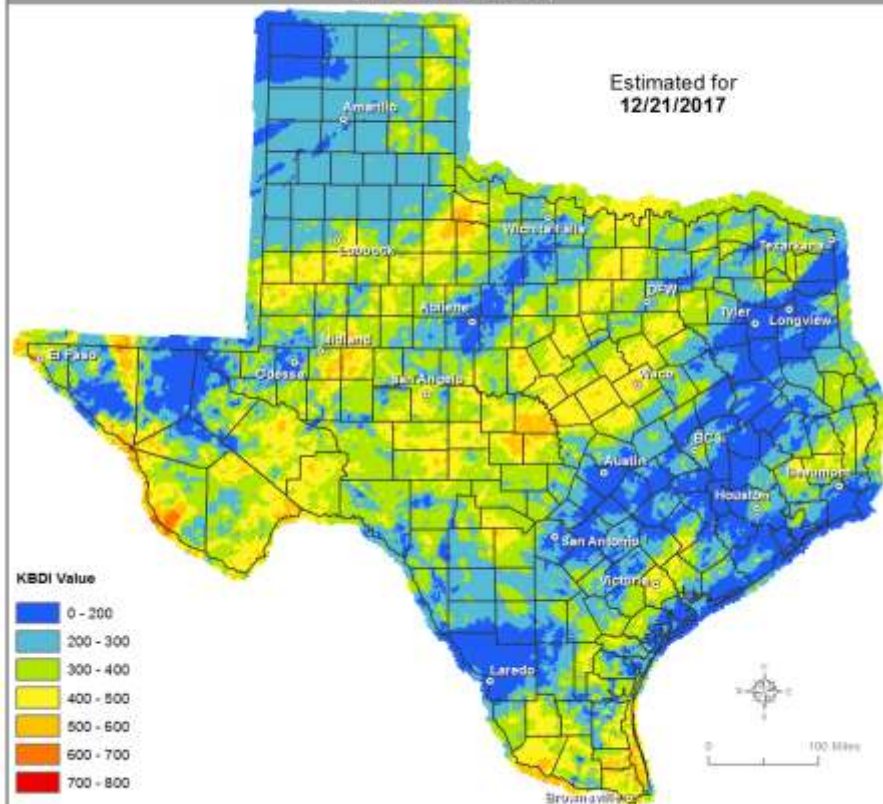 Estimated for
12/21/2017
Amarillo
Wichita Falls
Texarkana
Lubbock
DFW
Abilene
Tyler
Longview
Midland
El Paso
Odessa
San Angelo
Waco
BCS
Austin
Beaumont
Houston
San Antonio
Victoria
KBDI Value
0 - 200
200 - 300
300 - 400
400 - 500
500 - 600
600 - 700
700 - 800
Laredo
0
100 Miles
Brownsville